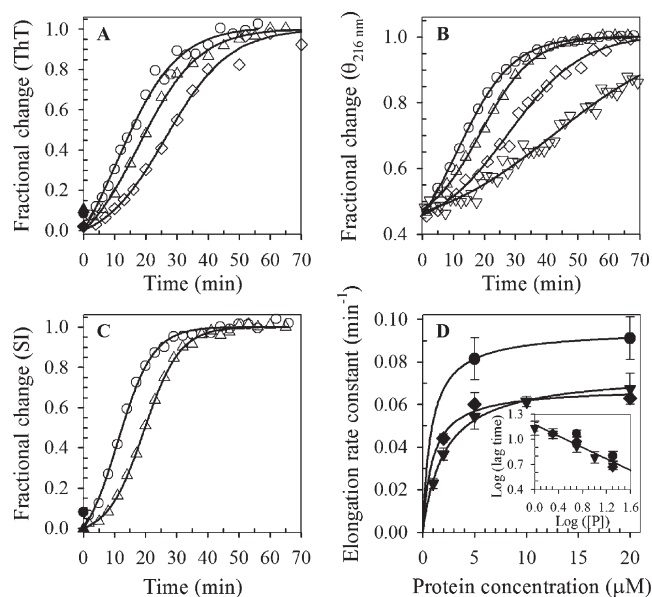 A
Fractional change (ThT)
1.0
0.8
0.6
0.4
0.2
0.0
0 10 20 30 40 50 60 70
Time (min)
B
Fractional change (θ216 nm)
1.0
0.8
0.6
0.4
0 10 20 30 40 50 60 70
Time (min)
C
Fractional change (SI)
1.0
0.8
0.6
0.4
0.2
0.0
0 10 20 30 40 50 60 70
Time (min)
D
Elongation rate constant (min-1)
0.10
0.08
0.06
0.04
0.02
0.00
0 5 10 15 20
Protein concentration (μM)
Log (lag time)
1.3
1.0
0.7
0.4
0.0 0.4 0.8 1.2 1.6
Log ([P])